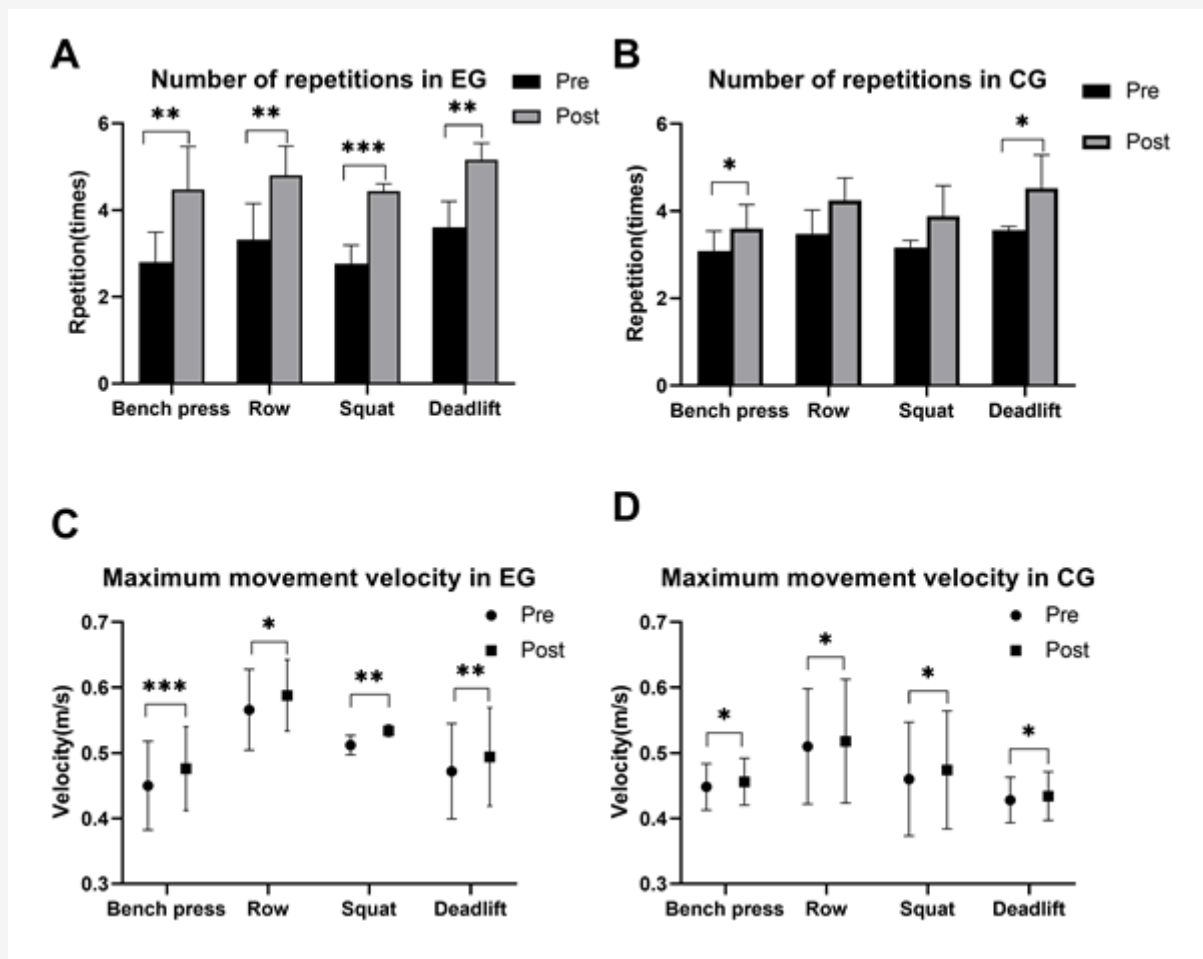 A
Number of repetitions in EG
Pre
Post
** ** *** **
Rpetition(times)
6
4
2
0
Bench press Row Squat Deadlift
B
Number of repetitions in CG
Pre
Post
* *
Repetition(times)
6
4
2
0
Bench press Row Squat Deadlift
C
Maximum movement velocity in EG
Pre
Post
*** * ** **
Velocity(m/s)
0.7
0.6
0.5
0.4
0.3
Bench press Row Squat Deadlift
D
Maximum movement velocity in CG
Pre
Post
* * * *
Velocity(m/s)
0.7
0.6
0.5
0.4
0.3
Bench press Row Squat Deadlift